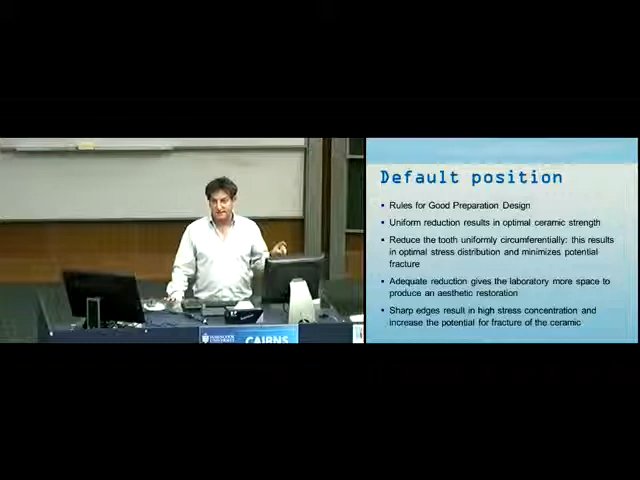 Default position
▪ Rules for Good Preparation Design
▪ Uniform reduction results in optimal ceramic strength
▪ Reduce the tooth uniformly circumferentially: this results
in optimal stress distribution and minimizes potential
fracture
▪ Adequate reduction gives the laboratory more space to
produce an aesthetic restoration
▪ Sharp edges result in high stress concentration and
increase the potential for fracture of the ceramic
CAIRNS